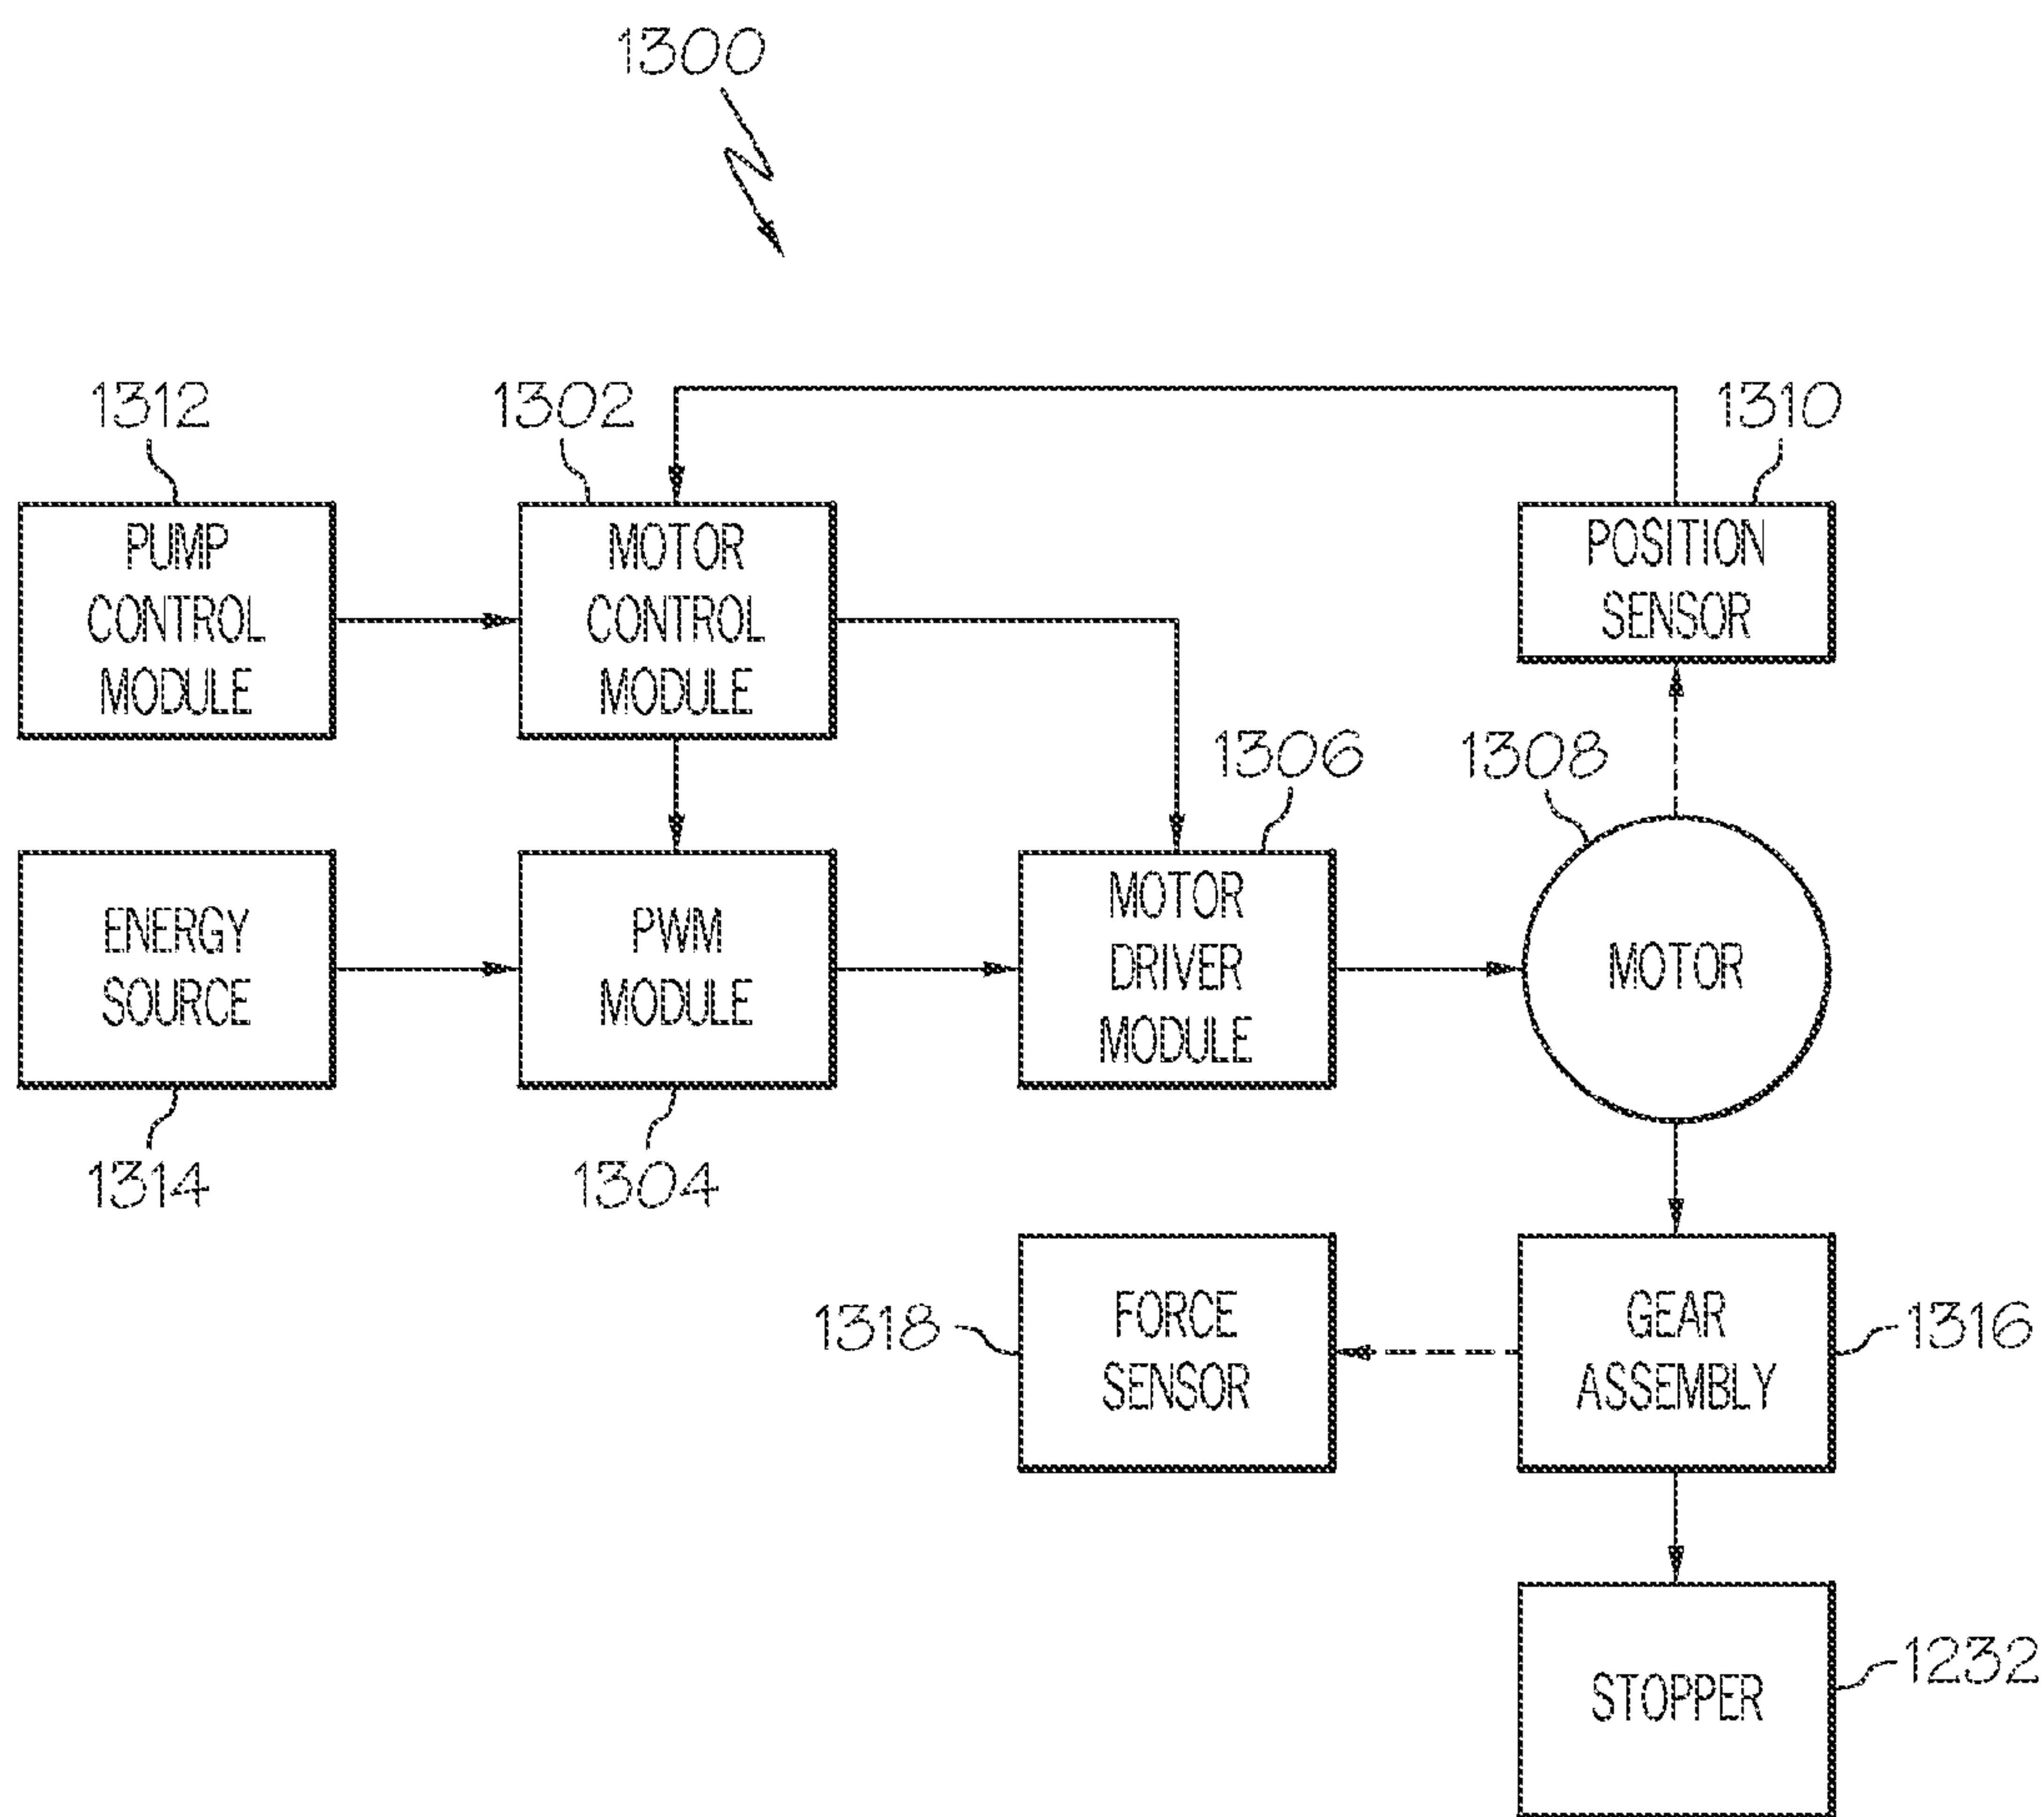 1300
1312
1302
1310
PUMP
CONTROL
MODULE
MOTOR
CONTROL
MODULE
POSITION
SENSOR
1306
1308
ENERGY
SOURCE
PWM
MODULE
MOTOR
DRIVER
MODULE
MOTOR
1314
1304
1318
FORCE
SENSOR
GEAR
ASSEMBLY
1316
STOPPER
1232